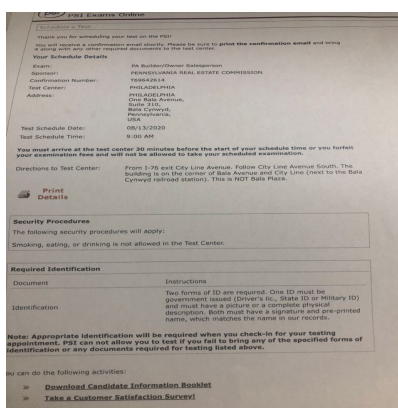 psi PSI Exams Online
Schedule a Test
Thank you for scheduling your test on the PSI!
You will receive a confirmation email shortly. Please be sure to print the confirmation email and bring
it along with any other required documents to the test center.
Your Schedule Details
Exam: PA Builder/Owner Salesperson
Sponsor: PENNSYLVANIA REAL ESTATE COMMISSION
Confirmation Number: T69642614
Test Center: PHILADELPHIA
Address: PHILADELPHIA
One Bala Avenue,
Suite 310,
Bala Cynwyd,
Pennsylvania,
USA
Test Schedule Date: 08/13/2020
Test Schedule Time: 9:00 AM
You must arrive at the test center 30 minutes before the start of your schedule time or you forfeit
your examination fees and will not be allowed to take your scheduled examination.
Directions to Test Center: From I-76 exit City Line Avenue. Follow City Line Avenue South. The
building is on the corner of Bala Avenue and City Line (next to the Bala
Cynwyd railroad station). This is NOT Bala Plaza.
Print
Details
Security Procedures
The following security procedures will apply:
Smoking, eating, or drinking is not allowed in the Test Center.
Required Identification
Document Instructions
Identification Two forms of ID are required. One ID must be
government issued (Driver's lic., State ID or Military ID)
and must have a picture or a complete physical
description. Both must have a signature and pre-printed
name, which matches the name in our records.
Note: Appropriate identification will be required when you check-in for your testing
appointment. PSI can not allow you to test if you fail to bring any of the specified forms of
identification or any documents required for testing listed above.
ou can do the following activities:
» Download Candidate Information Booklet
» Take a Customer Satisfaction Survey!